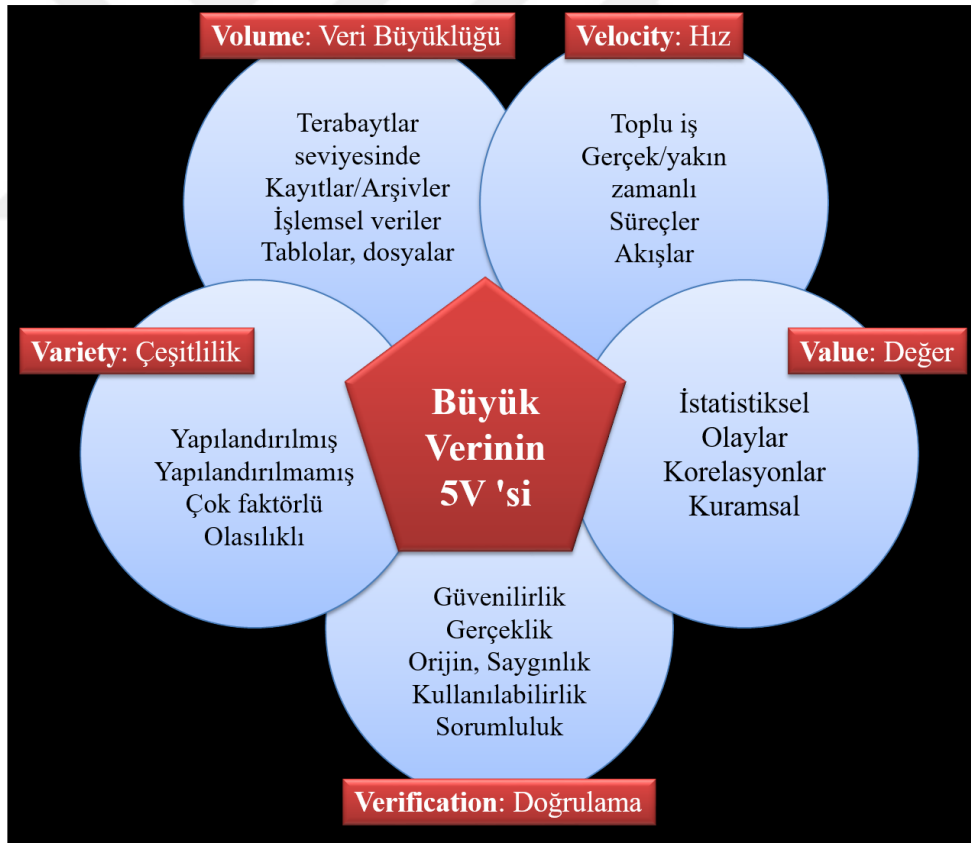 Volume: Veri Büyüklüğü
Terabaytlar
seviyesinde
Kayıtlar/Arşivler
İşlemsel veriler
Tablolar, dosyalar
Velocity: Hız
Toplu iş
Gerçek/yakın
zamanlı
Süreçler
Akışlar
Variety: Çeşitlilik
Yapılandırılmış
Yapılandırılmamış
Çok faktörlü
Olasılıklı
Büyük
Verinin
5V 'si
Value: Değer
İstatistiksel
Olaylar
Korelasyonlar
Kuramsal
Güvenilirlik
Gerçeklik
Orijin, Saygınlık
Kullanılabilirlik
Sorumluluk
Verification: Doğrulama